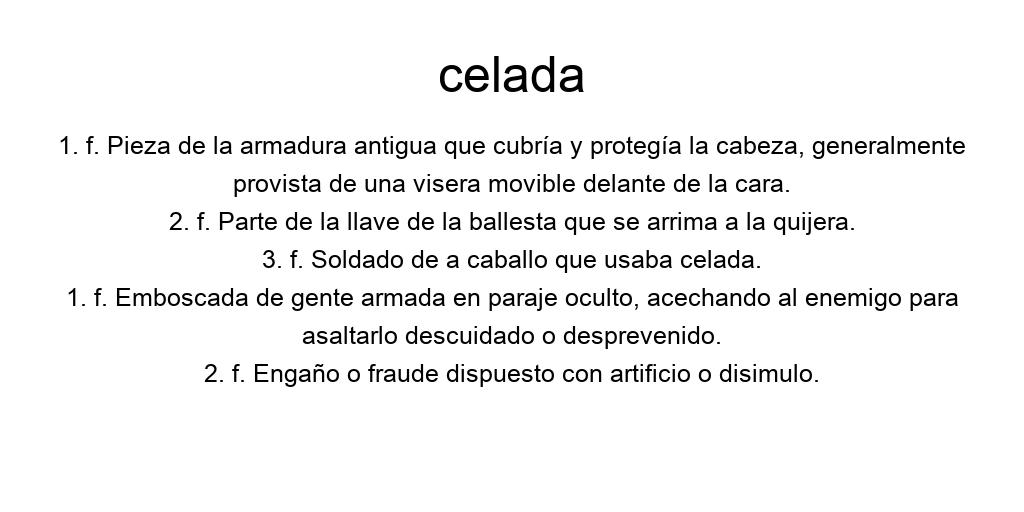 celada
1. f. Pieza de la armadura antigua que cubría y protegía la cabeza, generalmente
provista de una visera movible delante de la cara.
2. f. Parte de la llave de la ballesta que se arrima a la quijera.
3. f. Soldado de a caballo que usaba celada.
1. f. Emboscada de gente armada en paraje oculto, acechando al enemigo para
asaltarlo descuidado o desprevenido.
2. f. Engaño o fraude dispuesto con artificio o disimulo.